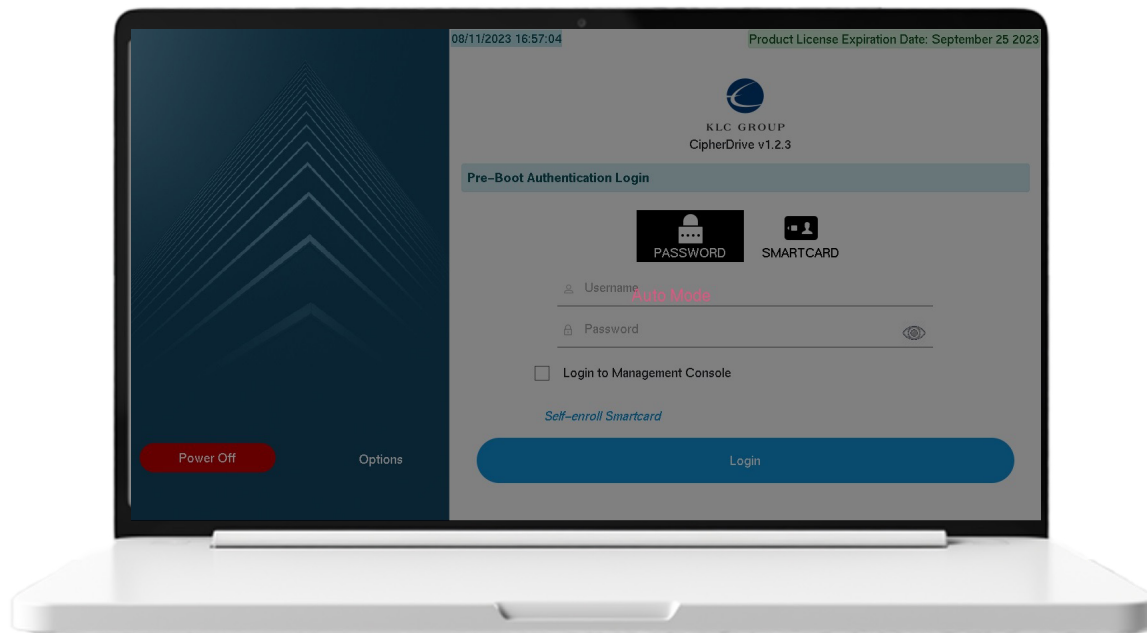 08/11/2023 16:57:04
Product License Expiration Date: September 25 2023
KLC GROUP
CipherDrive v1.2.3
Pre-Boot Authentication Login
PASSWORD
SMARTCARD
Username
Auto Mode
Password
Login to Management Console
Self-enroll Smartcard
Power Off
Options
Login